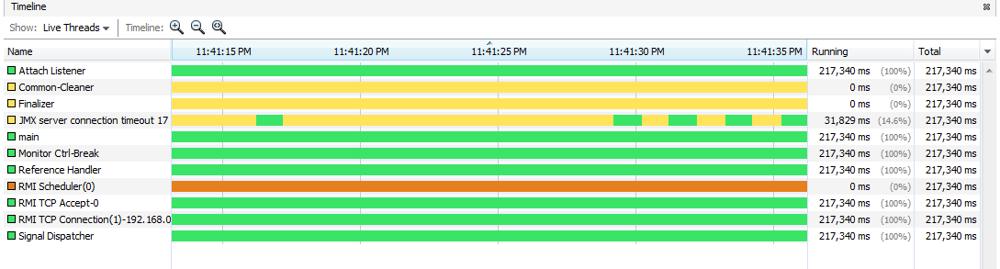 Timeline
Show: Live Threads Timeline:
Name 11:41:15 PM 11:41:20 PM 11:41:25 PM 11:41:30 PM 11:41:35 PM Running Total
Attach Listener 217,340 ms (100%) 217,340 ms
Common-Cleaner 0 ms (0%) 217,340 ms
Finalizer 0 ms (0%) 217,340 ms
JMX server connection timeout 17 31,829 ms (14.6%) 217,340 ms
main 217,340 ms (100%) 217,340 ms
Monitor Ctrl-Break 217,340 ms (100%) 217,340 ms
Reference Handler 217,340 ms (100%) 217,340 ms
RMI Scheduler(0) 0 ms (0%) 217,340 ms
RMI TCP Accept-0 217,340 ms (100%) 217,340 ms
RMI TCP Connection(1)-192.168.0 217,340 ms (100%) 217,340 ms
Signal Dispatcher 217,340 ms (100%) 217,340 ms